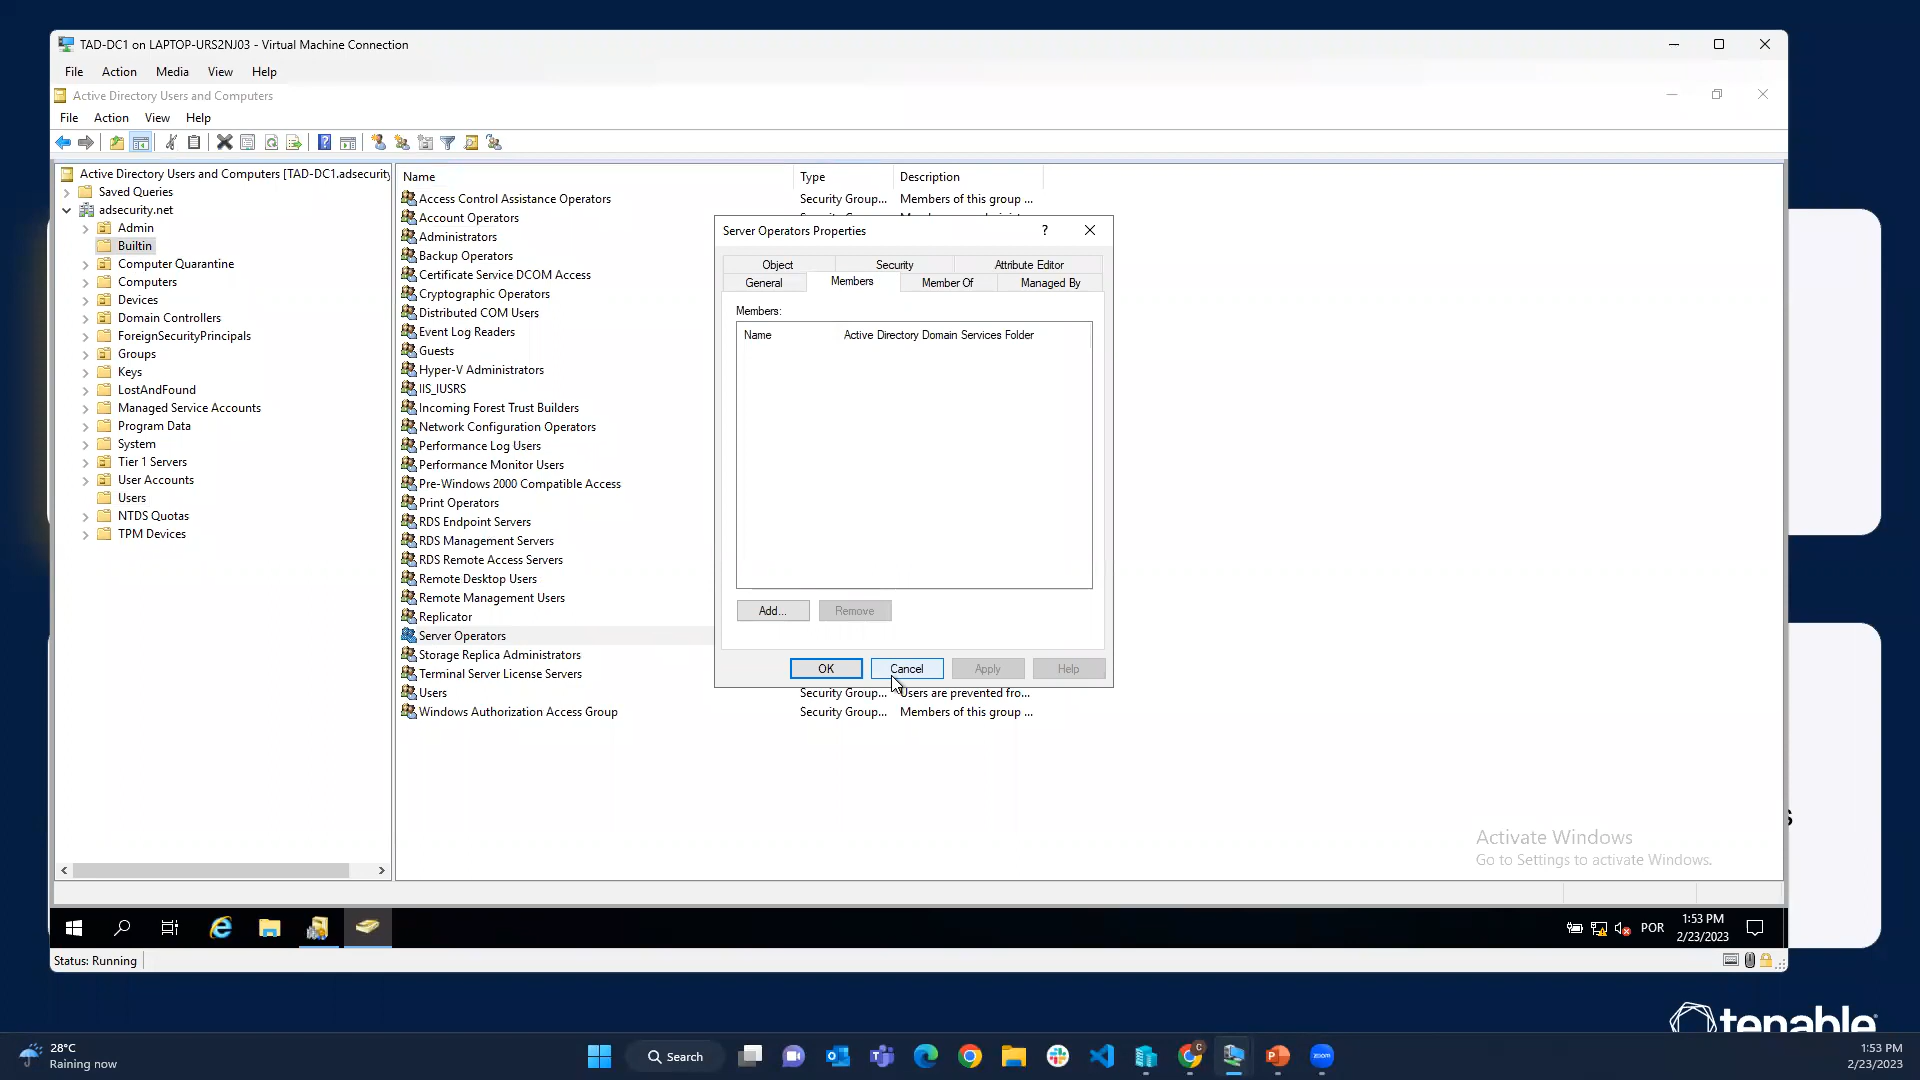 TAD-DC1 on LAPTOP-URS2NJ03 - Virtual Machine Connection
File Action Media View Help
Active Directory Users and Computers
File Action View Help
Active Directory Users and Computers [TAD-DC1.adsecurity
Saved Queries
adsecurity.net
Admin
Builtin
Computer Quarantine
Computers
Devices
Domain Controllers
ForeignSecurityPrincipals
Groups
Keys
LostAndFound
Managed Service Accounts
Program Data
System
Tier 1 Servers
User Accounts
Users
NTDS Quotas
TPM Devices
Name Type Description
Access Control Assistance Operators Security Group... Members of this group ...
Account Operators
Administrators
Backup Operators
Certificate Service DCOM Access
Cryptographic Operators
Distributed COM Users
Event Log Readers
Guests
Hyper-V Administrators
IIS_IUSRS
Incoming Forest Trust Builders
Network Configuration Operators
Performance Log Users
Performance Monitor Users
Pre-Windows 2000 Compatible Access
Print Operators
RDS Endpoint Servers
RDS Management Servers
RDS Remote Access Servers
Remote Desktop Users
Remote Management Users
Replicator
Server Operators
Storage Replica Administrators
Terminal Server License Servers
Users Security Group... Users are prevented fro...
Windows Authorization Access Group Security Group... Members of this group ...
Server Operators Properties ?
Object Security Attribute Editor
General Members Member Of Managed By
Members:
Name Active Directory Domain Services Folder
Add... Remove
OK Cancel Apply Help
Activate Windows
Go to Settings to activate Windows.
POR
1:53 PM
2/23/2023
Status: Running
tenable
28°C
Raining now
Search
zoom
1:53 PM
2/23/2023